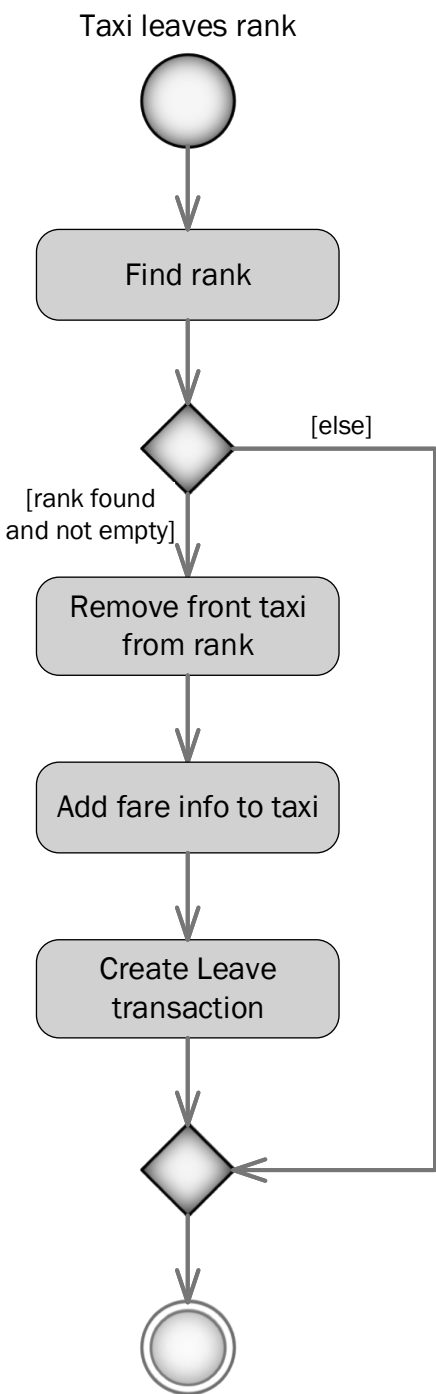 Taxi leaves rank
Find rank
[else]
[rank found
and not empty]
Remove front taxi
from rank
Add fare info to taxi
Create Leave
transaction